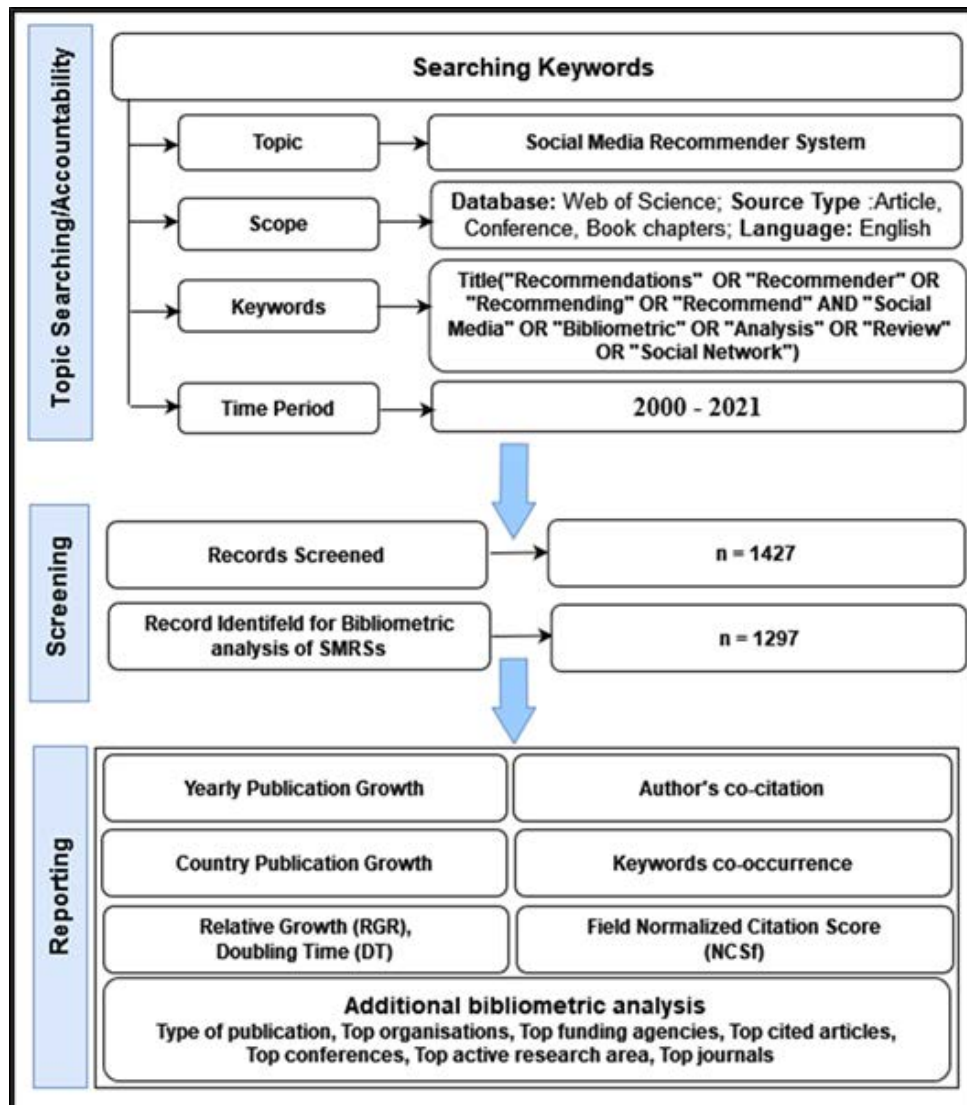 Topic Searching/Accountability
Searching Keywords
Topic
Social Media Recommender System
Scope
Database: Web of Science; Source Type :Article,
Conference, Book chapters; Language: English
Keywords
Title("Recommendations" OR "Recommender" OR
"Recommending" OR "Recommend" AND "Social
Media" OR "Bibliometric" OR "Analysis" OR "Review"
OR "Social Network")
Time Period
2000 - 2021
Screening
Records Screened
n = 1427
Record Identifeld for Bibliometric
analysis of SMRSs
n = 1297
Reporting
Yearly Publication Growth
Author's co-citation
Country Publication Growth
Keywords co-occurrence
Relative Growth (RGR),
Doubling Time (DT)
Field Normalized Citation Score
(NCSf)
Additional bibliometric analysis
Type of publication, Top organisations, Top funding agencies, Top cited articles,
Top conferences, Top active research area, Top journals